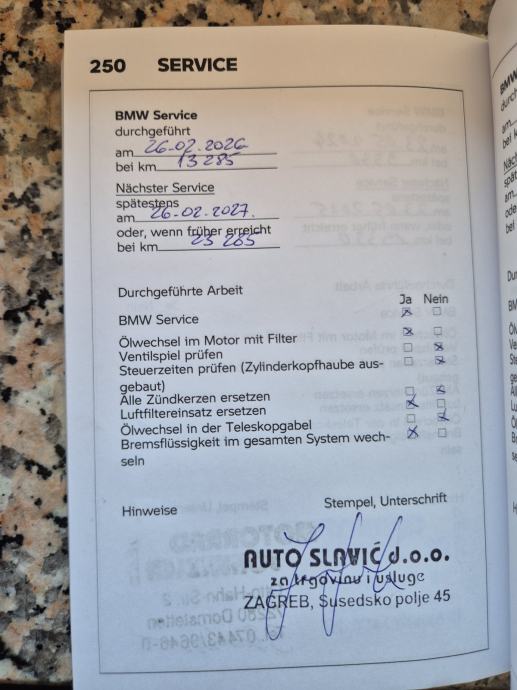 250 SERVICE
BMW Service
durchgeführt
am 26.02.2026
bei km 13 285
Nächster Service
spätestens
am 26.02.2027.
oder, wenn früher erreicht
bei km 23 285
Durchgeführte Arbeit
Ja Nein
BMW Service
Ölwechsel im Motor mit Filter
Ventilspiel prüfen
Steuerzeiten prüfen (Zylinderkopfhaube aus-
gebaut)
Alle Zündkerzen ersetzen
Luftfiltereinsatz ersetzen
Ölwechsel in der Teleskopgabel
Bremsflüssigkeit im gesamten System wech-
seln
Hinweise
Stempel, Unterschrift
AUTO SLAVIĆ d.o.o.
za trgovinu i usluge
ZAGREB, Susedsko polje 45